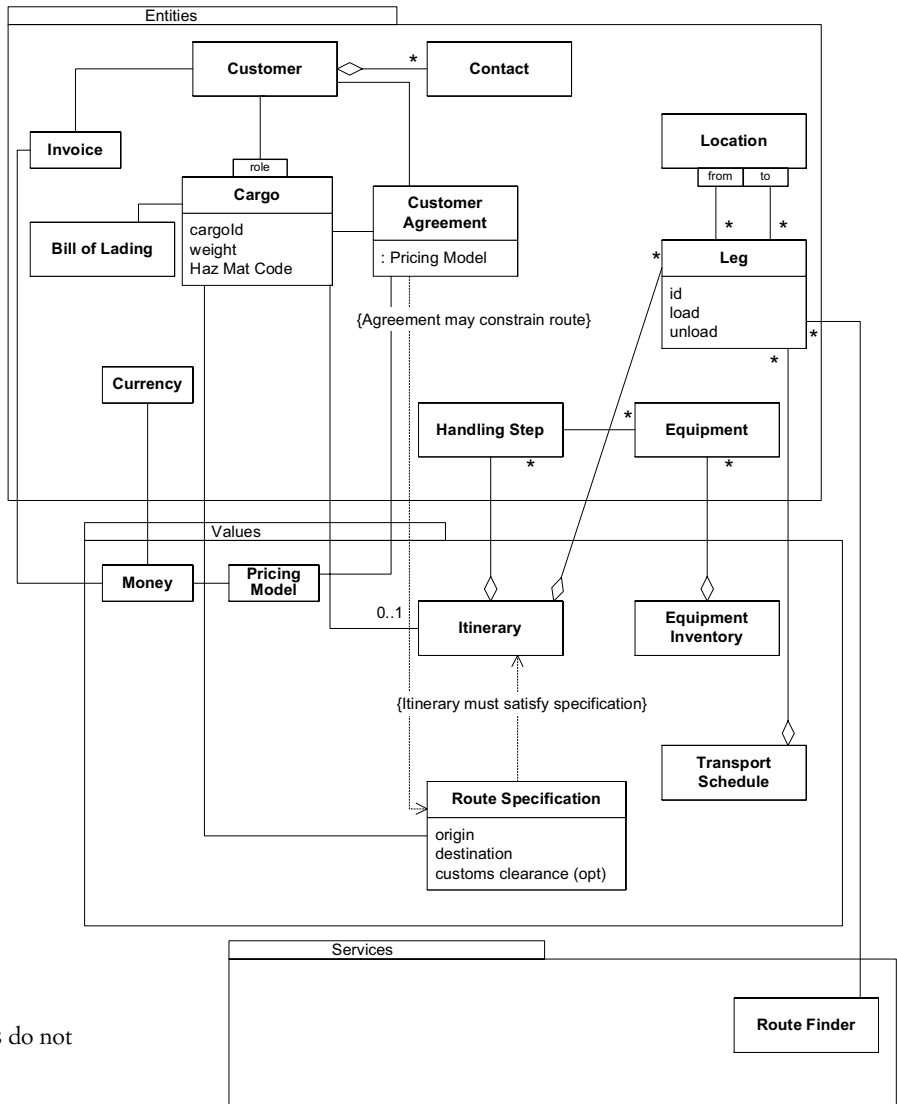 Entities
Customer
*
Contact
Location
from
to
Invoice
role
Cargo
cargoId
weight
Haz Mat Code
Customer
Agreement
: Pricing Model
Bill of Lading
*
*
*
Leg
id
load
unload
*
*
{Agreement may constrain route}
Currency
Handling Step
*
Equipment
*
*
Values
Money
Pricing
Model
0..1
Itinerary
Equipment
Inventory
{Itinerary must satisfy specification}
Transport
Schedule
Route Specification
origin
destination
customs clearance (opt)
Services
Route Finder
s do not